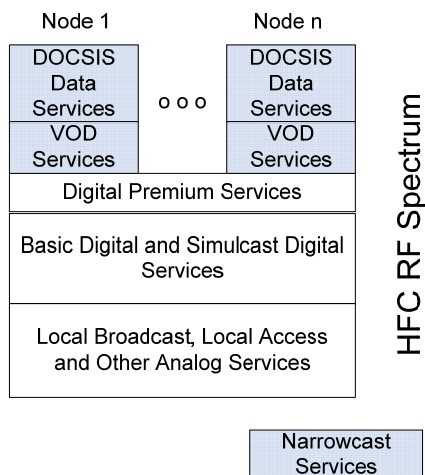 Node 1
Node n
DOCSIS
Data
Services
VOD
Services
o o o
DOCSIS
Data
Services
VOD
Services
Digital Premium Services
Basic Digital and Simulcast Digital
Services
Local Broadcast, Local Access
and Other Analog Services
HFC RF Spectrum
Narrowcast
Services